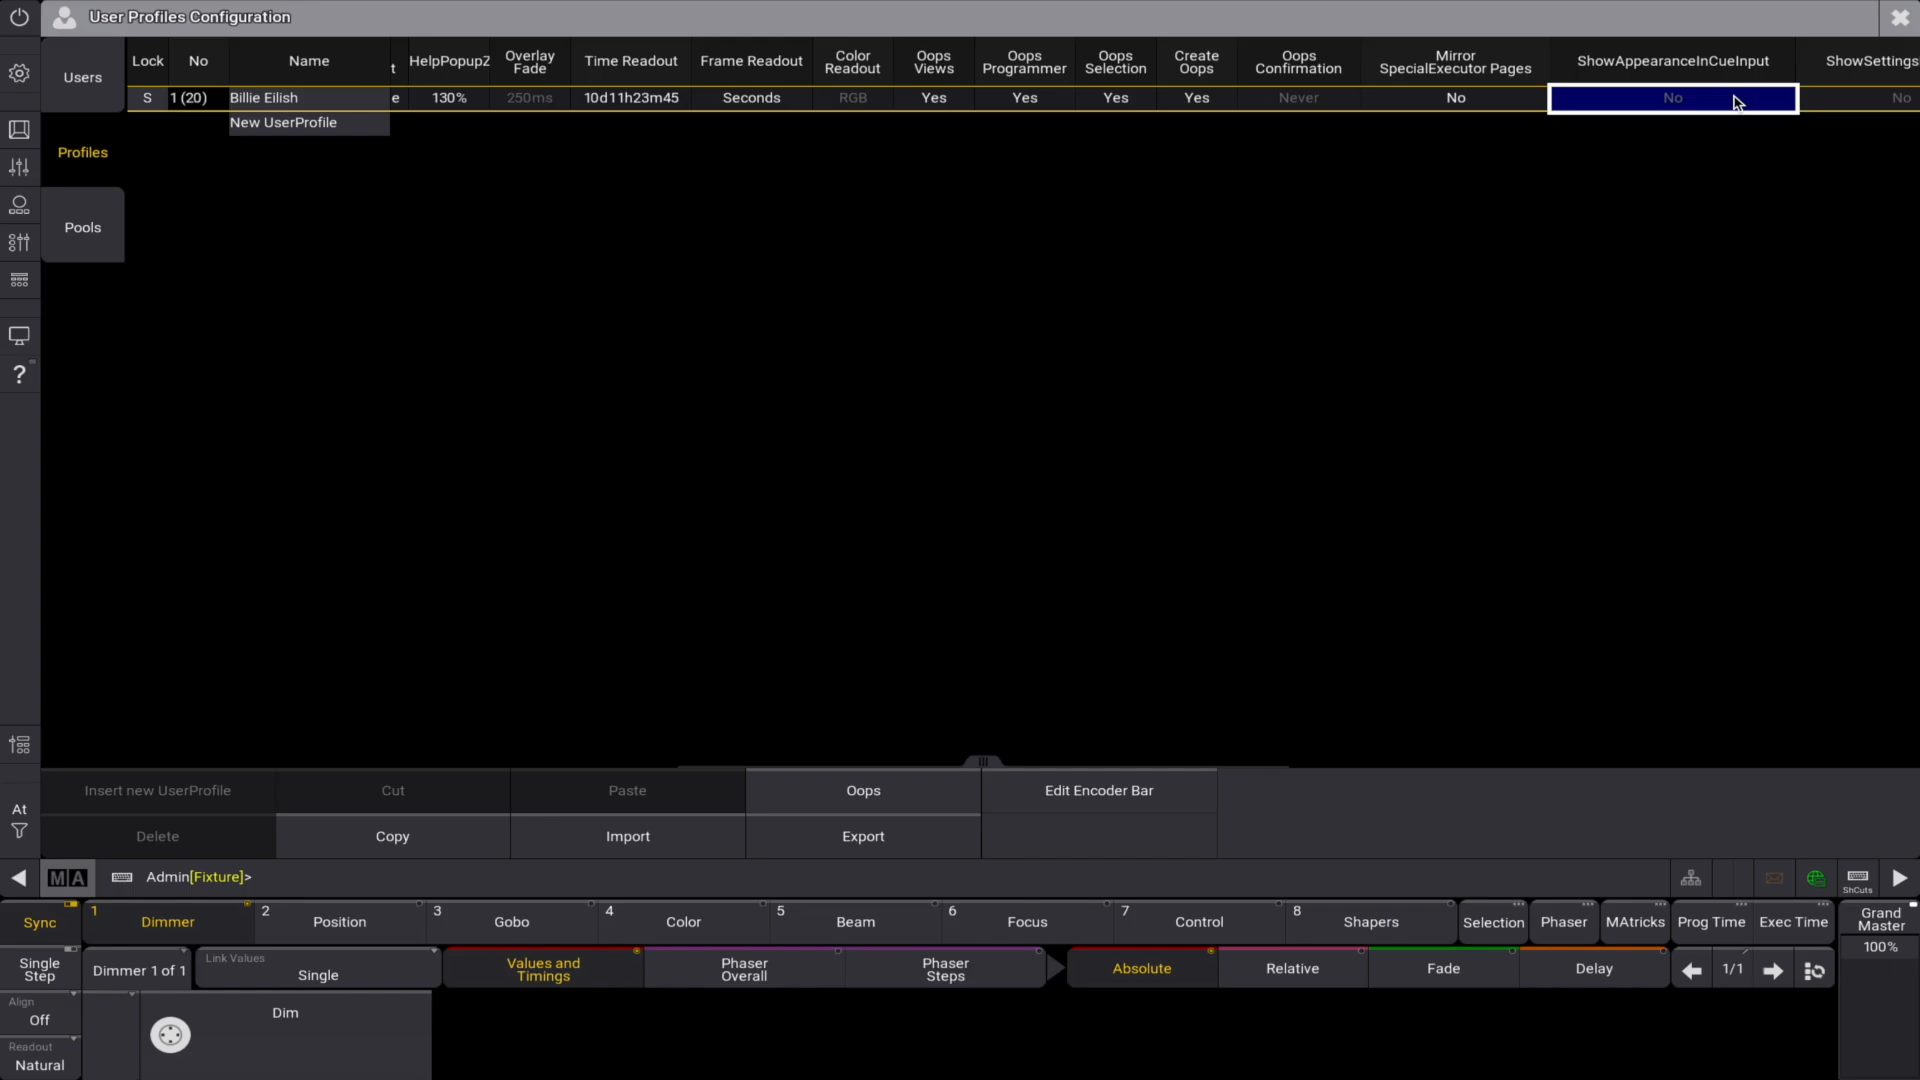 User Profiles Configuration
Users
Lock
No
Name
t
HelpPopupZ
Overlay
Fade
Time Readout
Frame Readout
Color
Readout
Oops
Views
Oops
Programmer
Oops
Selection
Create
Oops
Oops
Confirmation
Mirror
SpecialExecutor Pages
ShowAppearanceInCueInput
ShowSettings
S
1 (20)
Billie Eilish
e
130%
250ms
10d11h23m45
Seconds
RGB
Yes
Yes
Yes
Yes
Never
No
No
No
New UserProfile
Profiles
Pools
?
Insert new UserProfile
Cut
Paste
Oops
Edit Encoder Bar
At
Delete
Copy
Import
Export
MA
Admin[Fixture]>
ShCuts
Sync
1
Dimmer
2
Position
3
Gobo
4
Color
5
Beam
6
Focus
7
Control
8
Shapers
Selection
Phaser
MAtricks
Prog Time
Exec Time
Grand
Master
100%
Single
Step
Dimmer 1 of 1
Link Values
Single
Values and
Timings
Phaser
Overall
Phaser
Steps
Absolute
Relative
Fade
Delay
1/1
Align
Off
Dim
Readout
Natural